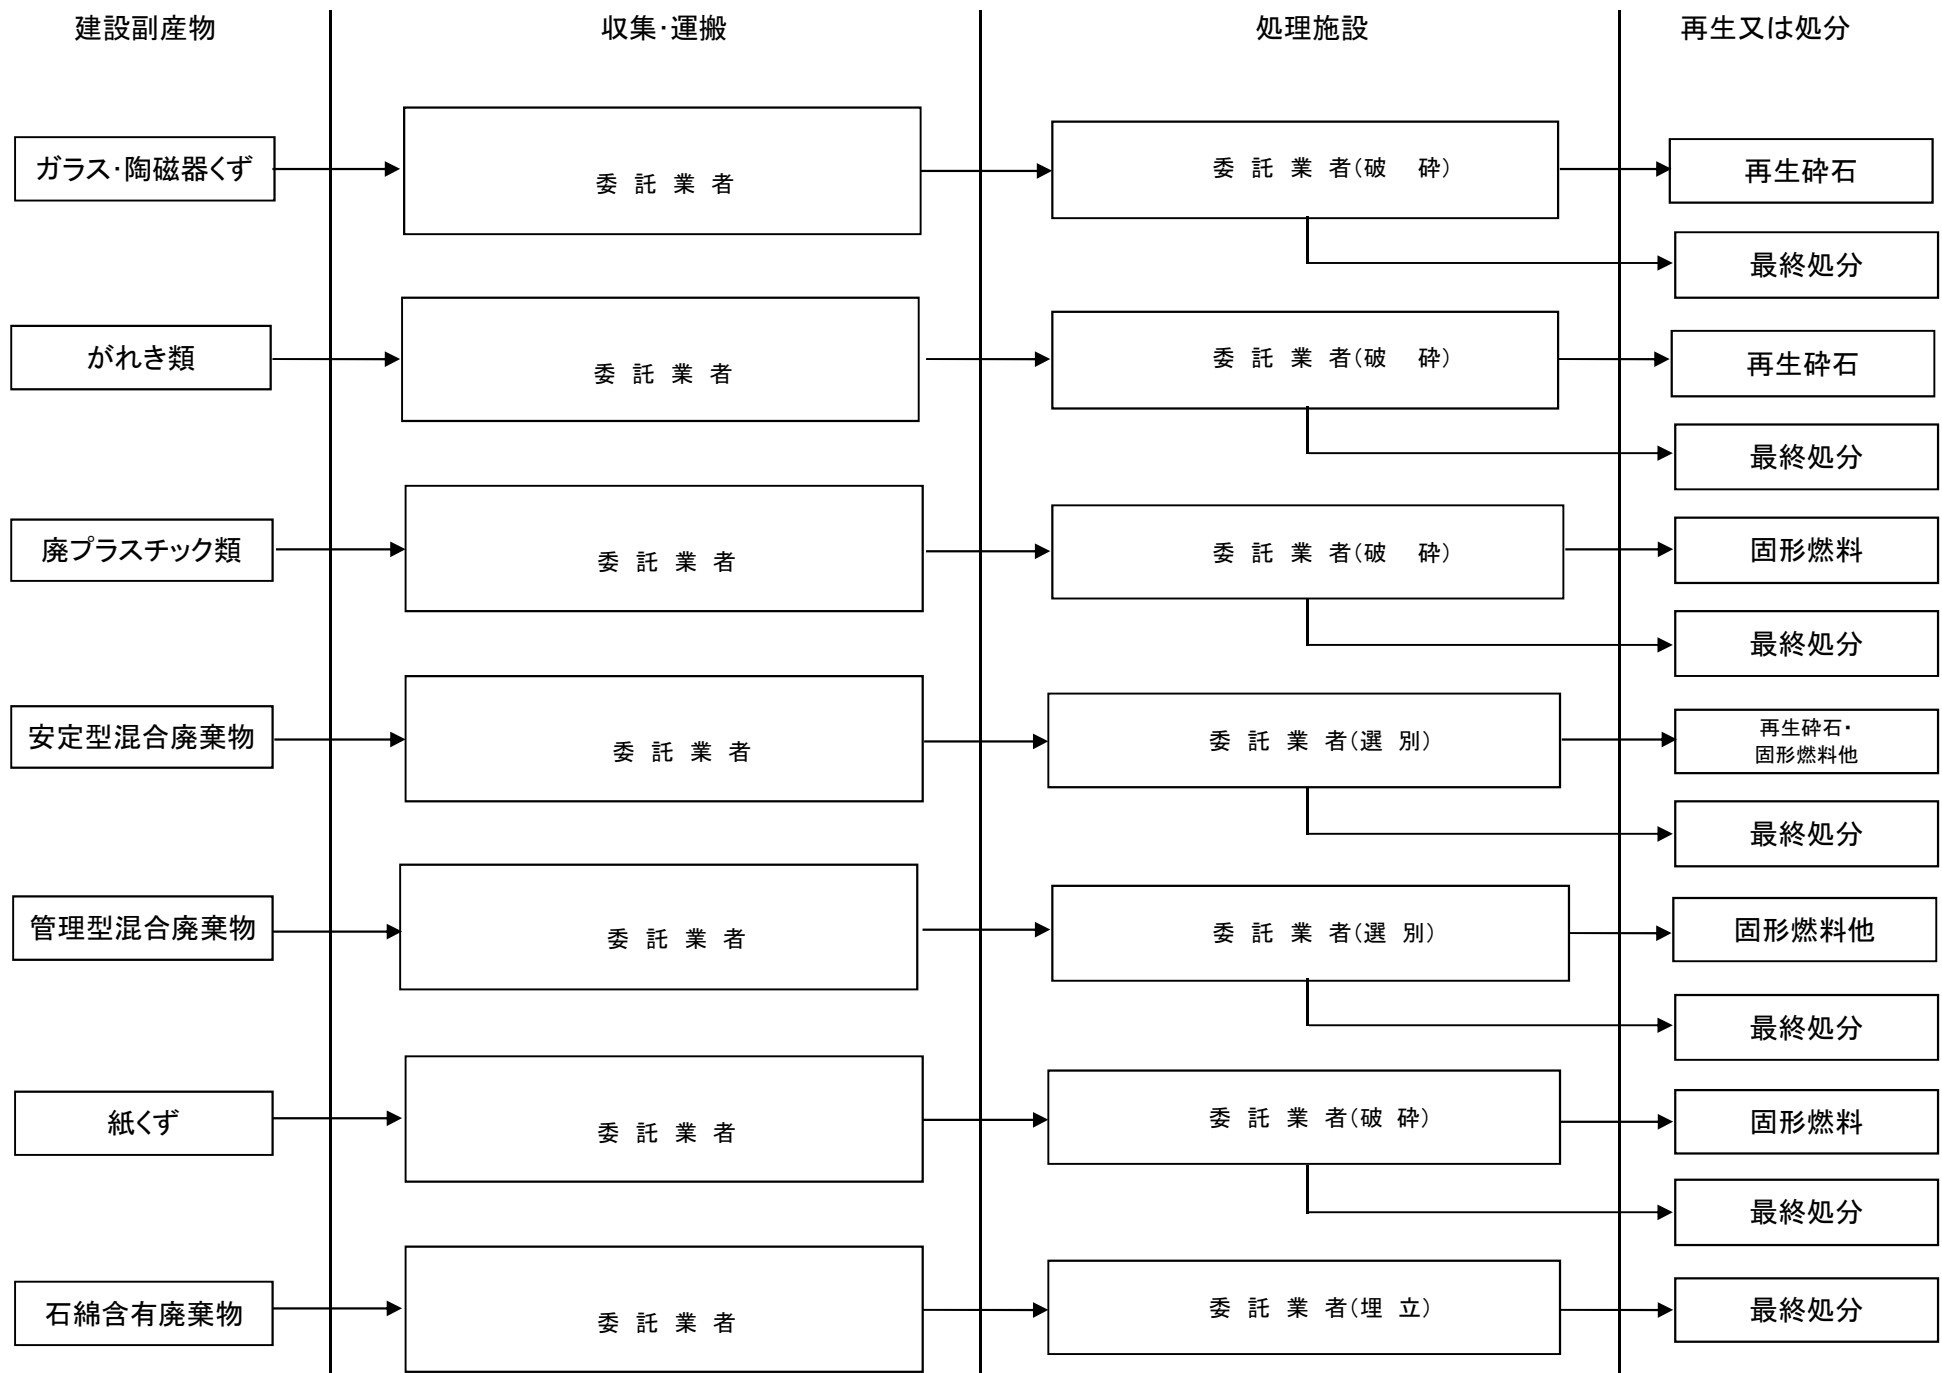 建設副産物 収集・運搬 処理施設 再生又は処分
ガラス・陶磁器くず 委 託 業 者 委 託 業 者(破 砕) 再生砕石
最終処分
がれき類 委 託 業 者 委 託 業 者(破 砕) 再生砕石
最終処分
廃プラスチック類 委 託 業 者 委 託 業 者(破 砕) 固形燃料
最終処分
安定型混合廃棄物 委 託 業 者 委 託 業 者(選 別) 再生砕石・
固形燃料他
最終処分
管理型混合廃棄物 委 託 業 者 委 託 業 者(選 別) 固形燃料他
最終処分
紙くず 委 託 業 者 委 託 業 者(破 砕) 固形燃料
最終処分
石綿含有廃棄物 委 託 業 者 委 託 業 者(埋 立) 最終処分